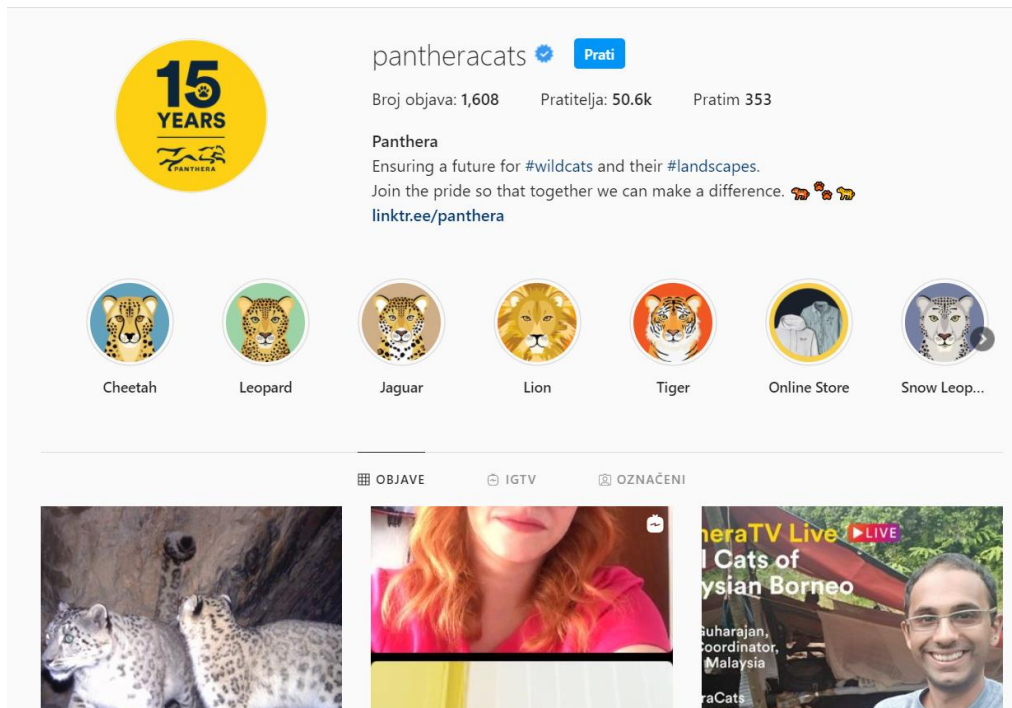 15
YEARS
PANTHERA
pantheracats Prati
Broj objava: 1,608 Pratitelja: 50.6k Pratim 353
Panthera
Ensuring a future for #wildcats and their #landscapes.
Join the pride so that together we can make a difference.
linktr.ee/panthera
Cheetah Leopard Jaguar Lion Tiger Online Store Snow Leop...
OBJAVE IGTV OZNAČENI
neraTV Live LIVE
l Cats of
ysian Borneo
Guharajan,
Coordinator,
Malaysia
raCats